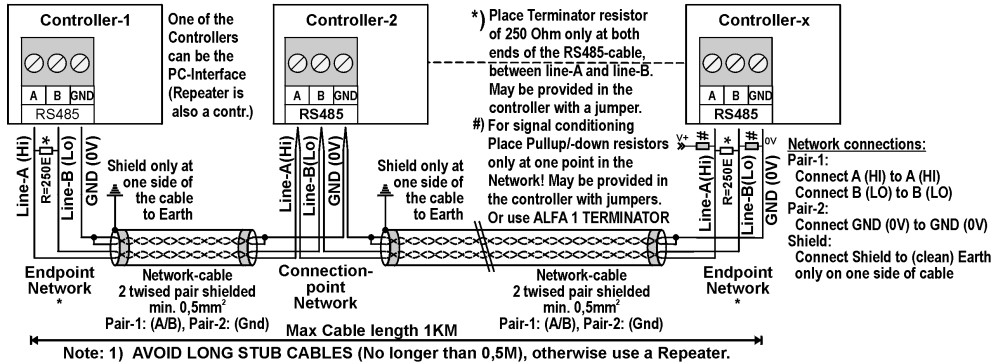 Controller-1
A B GND
RS485
One of the
Controllers
can be the
PC-Interface
(Repeater is
also a contr.)
Controller-2
A B GND
RS485
*) Place Terminator resistor
of 250 Ohm only at both
ends of the RS485-cable,
between line-A and line-B.
May be provided in the
controller with a jumper.
#) For signal conditioning
Place Pullup/-down resistors
only at one point in the
Network! May be provided in
the controller with jumpers.
Or use ALFA 1 TERMINATOR
Controller-x
A B GND
RS485
Line-A (Hi)
R=250E *
Line-B (Lo)
GND (0V)
Shield only at
one side of
the cable
to Earth
Line-A(Hi)
Line-B(Lo)
GND (0V)
Shield only at
one side of
the cable
to Earth
V+ # * # 0V
Line-A(Hi)
R=250E
Line-B(Lo)
GND (0V)
Network connections:
Pair-1:
Connect A (HI) to A (HI)
Connect B (LO) to B (LO)
Pair-2:
Connect GND (0V) to GND (0V)
Shield:
Connect Shield to (clean) Earth
only on one side of cable
Endpoint
Network
*
Network-cable
2 twised pair shielded
min. 0,5mm²
Pair-1: (A/B), Pair-2: (Gnd)
Connection-
point
Network
Network-cable
2 twised pair shielded
min. 0,5mm²
Pair-1: (A/B), Pair-2: (Gnd)
Endpoint
Network
*
Max Cable length 1KM
Note: 1) AVOID LONG STUB CABLES (No longer than 0,5M), otherwise use a Repeater.